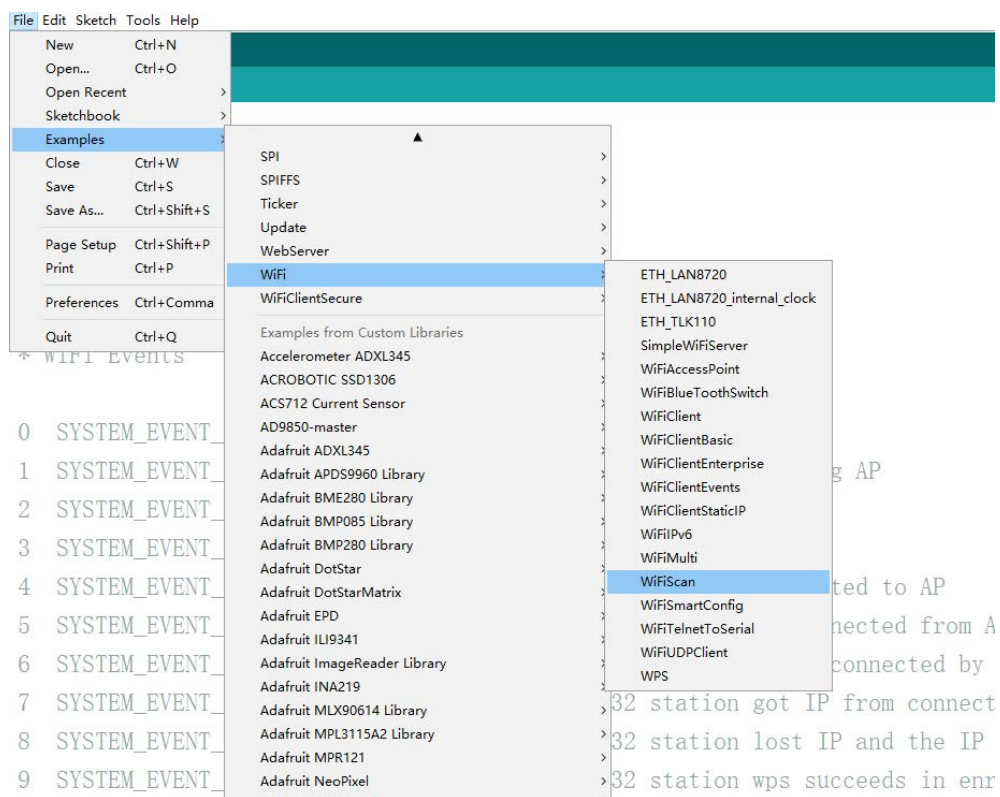 File Edit Sketch Tools Help
New Ctrl+N
Open... Ctrl+O
Open Recent
Sketchbook
Examples
Close Ctrl+W
Save Ctrl+S
Save As... Ctrl+Shift+S
Page Setup Ctrl+Shift+P
Print Ctrl+P
Preferences Ctrl+Comma
Quit Ctrl+Q
SPI
SPIFFS
Ticker
Update
WebServer
WiFi
WiFiClientSecure
Examples from Custom Libraries
Accelerometer ADXL345
ACROBOTIC SSD1306
ACS712 Current Sensor
AD9850-master
Adafruit ADXL345
Adafruit APDS9960 Library
Adafruit BME280 Library
Adafruit BMP085 Library
Adafruit BMP280 Library
Adafruit DotStar
Adafruit DotStarMatrix
Adafruit EPD
Adafruit ILI9341
Adafruit ImageReader Library
Adafruit INA219
Adafruit MLX90614 Library
Adafruit MPL3115A2 Library
Adafruit MPR121
Adafruit NeoPixel
ETH_LAN8720
ETH_LAN8720_internal_clock
ETH_TLK110
SimpleWiFiServer
WiFiAccessPoint
WiFiBlueToothSwitch
WiFiClient
WiFiClientBasic
WiFiClientEnterprise
WiFiClientEvents
WiFiClientStaticIP
WiFiIPv6
WiFiMulti
WiFiScan
WiFiSmartConfig
WiFiTelnetToSerial
WiFiUDPClient
WPS
* WiFi Events
0 SYSTEM_EVENT_
1 SYSTEM_EVENT_ g AP
2 SYSTEM_EVENT_
3 SYSTEM_EVENT_
4 SYSTEM_EVENT_ ted to AP
5 SYSTEM_EVENT_ nected from A
6 SYSTEM_EVENT_ connected by
7 SYSTEM_EVENT_ 32 station got IP from connect
8 SYSTEM_EVENT_ 32 station lost IP and the IP
9 SYSTEM_EVENT_ 32 station wps succeeds in enr